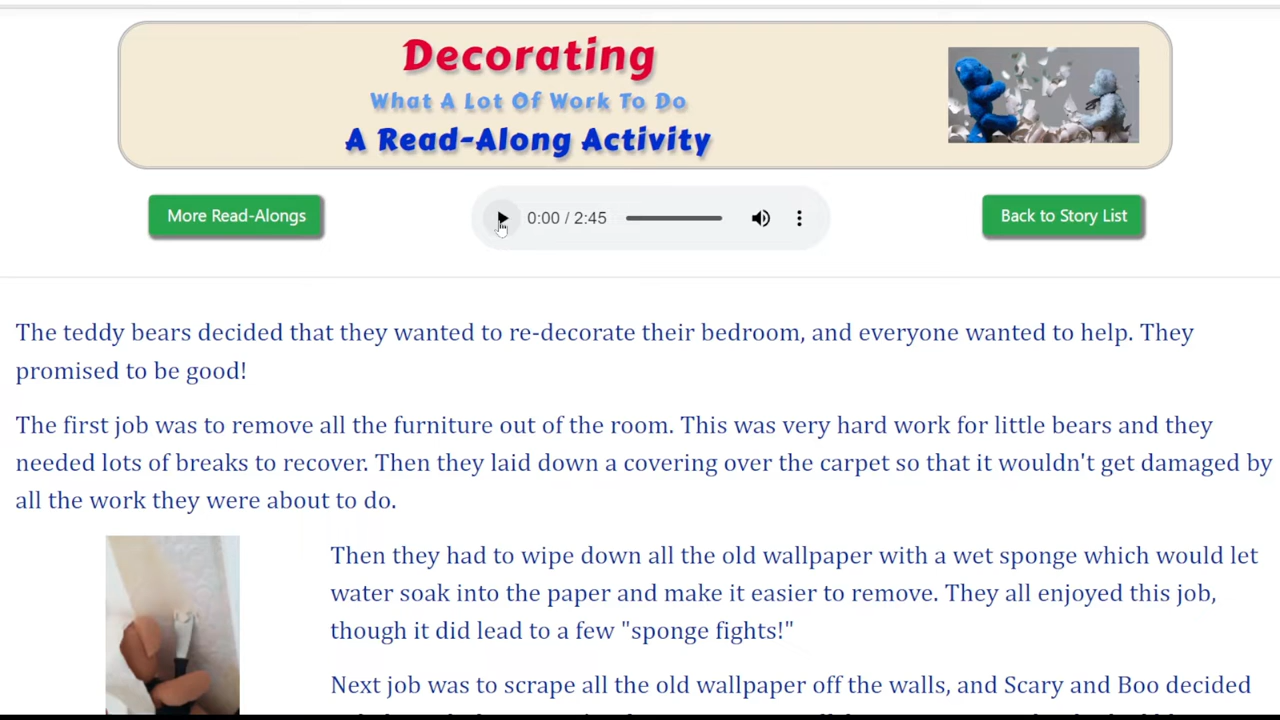 Decorating
What A Lot Of Work To Do
A Read-Along Activity
More Read-Alongs
0:00 / 2:45
Back to Story List
The teddy bears decided that they wanted to re-decorate their bedroom, and everyone wanted to help. They
promised to be good!
The first job was to remove all the furniture out of the room. This was very hard work for little bears and they
needed lots of breaks to recover. Then they laid down a covering over the carpet so that it wouldn't get damaged by
all the work they were about to do.
Then they had to wipe down all the old wallpaper with a wet sponge which would let
water soak into the paper and make it easier to remove. They all enjoyed this job,
though it did lead to a few "sponge fights!"
Next job was to scrape all the old wallpaper off the walls, and Scary and Boo decided